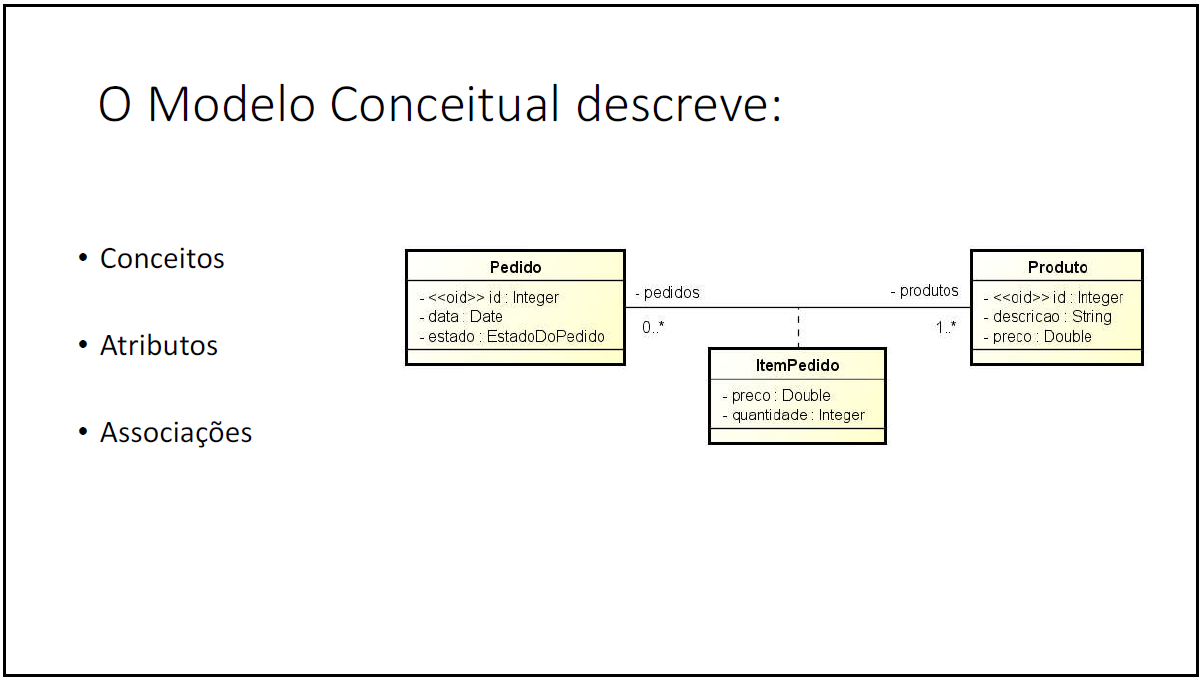 O Modelo Conceitual descreve:
• Conceitos
• Atributos
• Associações
Pedido
- <<oid>> id : Integer
- data : Date
- estado : EstadoDoPedido
- pedidos
0..*
- produtos
1..*
Produto
- <<oid>> id : Integer
- descricao : String
- preco : Double
ItemPedido
- preco : Double
- quantidade : Integer